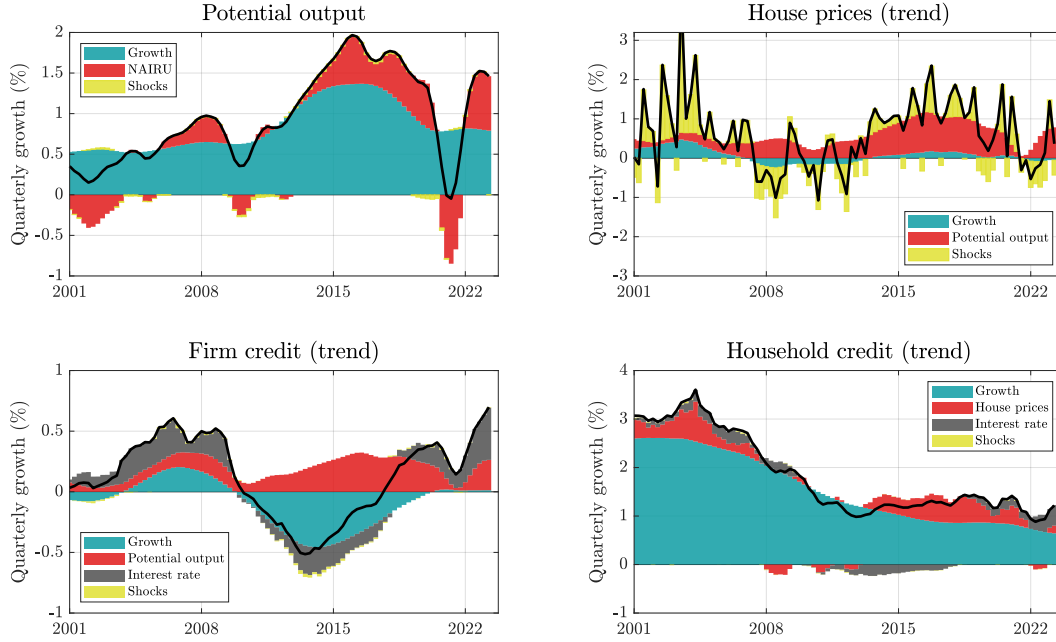 Potential output
Quarterly growth (%)
2
1.5
1
0.5
0
-0.5
-1
2001
2008
2015
2022
Growth
NAIRU
Shocks
House prices (trend)
Quarterly growth (%)
3
2
1
0
-1
-2
-3
2001
2008
2015
2022
Growth
Potential output
Shocks
Firm credit (trend)
Quarterly growth (%)
1
0.5
0
-0.5
-1
2001
2008
2015
2022
Growth
Potential output
Interest rate
Shocks
Household credit (trend)
Quarterly growth (%)
4
3
2
1
0
-1
2001
2008
2015
2022
Growth
House prices
Interest rate
Shocks